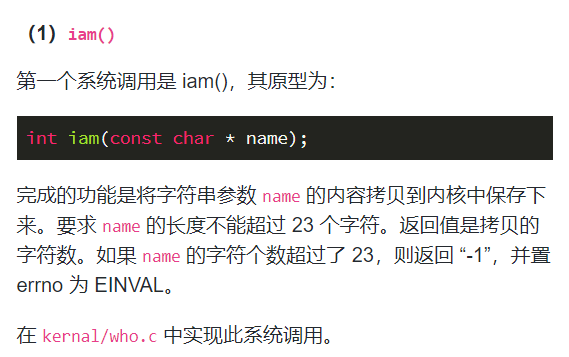 （1）iam()
第一个系统调用是 iam()，其原型为：
int iam(const char * name);
完成的功能是将字符串参数 name 的内容拷贝到内核中保存下
来。要求 name 的长度不能超过 23 个字符。返回值是拷贝的
字符数。如果 name 的字符个数超过了 23，则返回 “-1”，并置
errno 为 EINVAL。
在 kernal/who.c 中实现此系统调用。